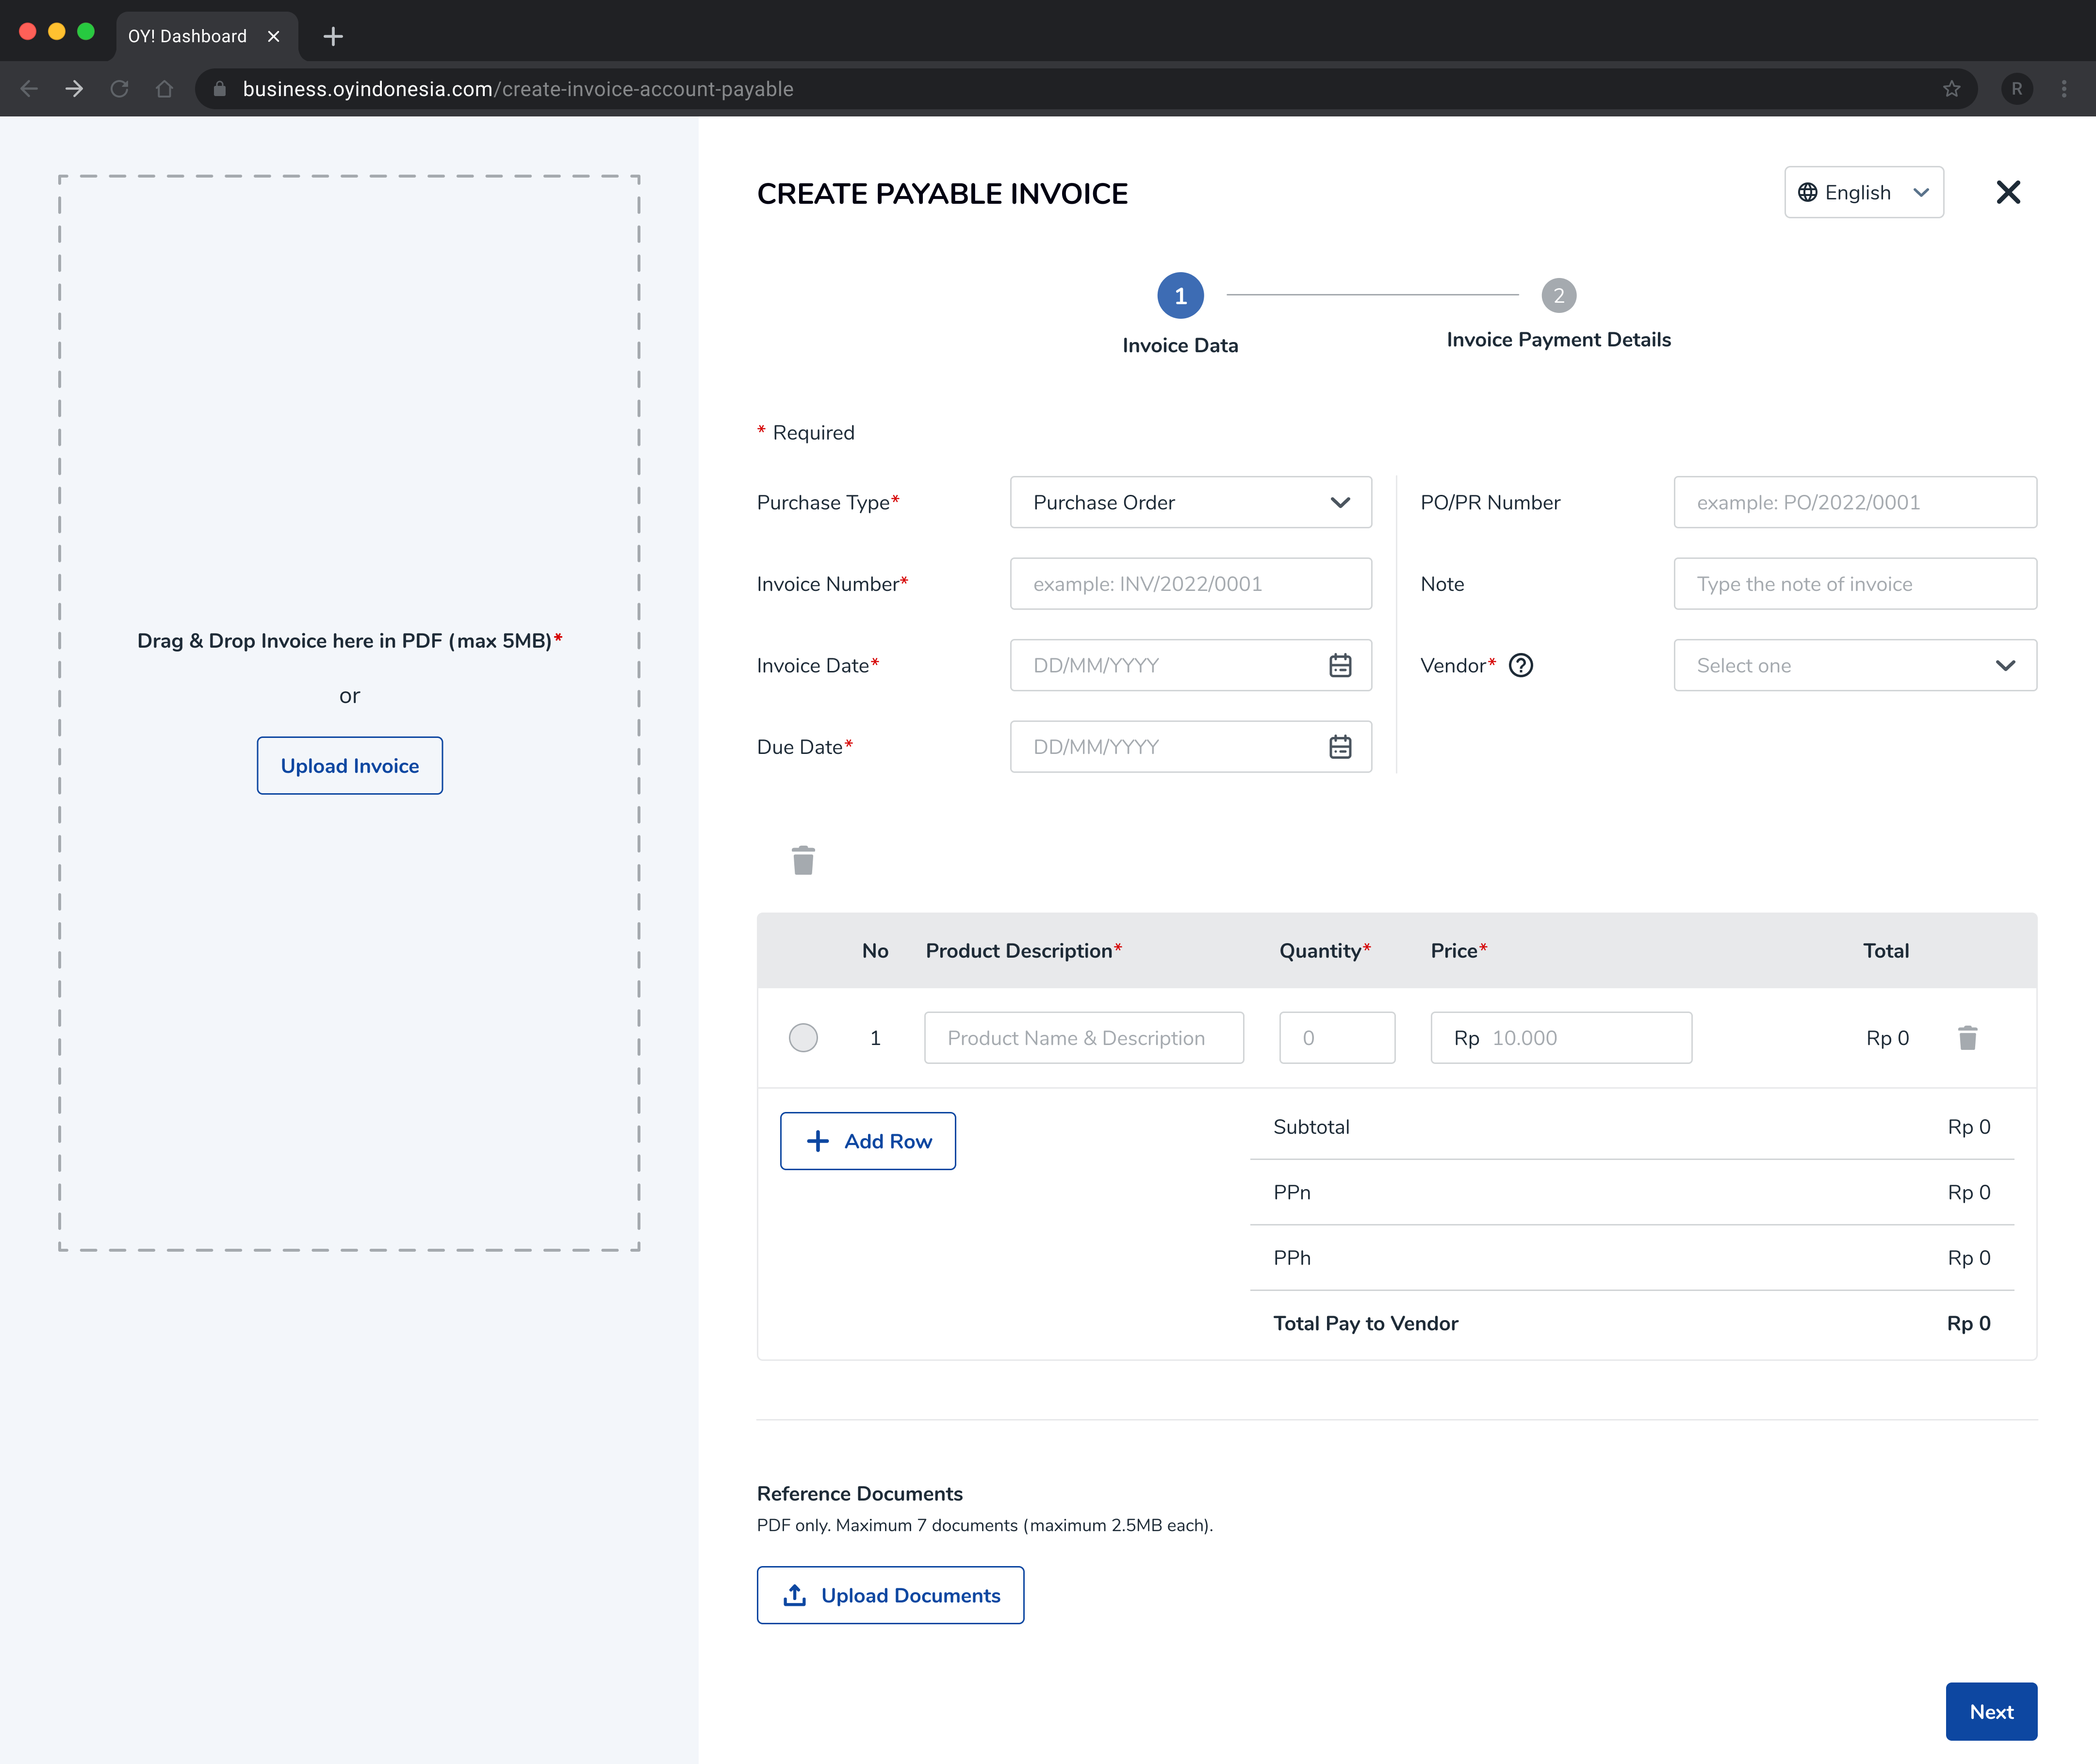 OY! Dashboard
business.oyindonesia.com/create-invoice-account-payable
R
Drag & Drop Invoice here in PDF (max 5MB)*
or
Upload Invoice
CREATE PAYABLE INVOICE
English
1
2
Invoice Data
Invoice Payment Details
* Required
Purchase Type*
Purchase Order
PO/PR Number
example: PO/2022/0001
Invoice Number*
example: INV/2022/0001
Note
Type the note of invoice
Invoice Date*
DD/MM/YYYY
Vendor* ?
Select one
Due Date*
DD/MM/YYYY
No Product Description* Quantity* Price* Total
1 Product Name & Description 0 Rp 10.000 Rp 0
Add Row
Subtotal Rp 0
PPn Rp 0
PPh Rp 0
Total Pay to Vendor Rp 0
Reference Documents
PDF only. Maximum 7 documents (maximum 2.5MB each).
Upload Documents
Next